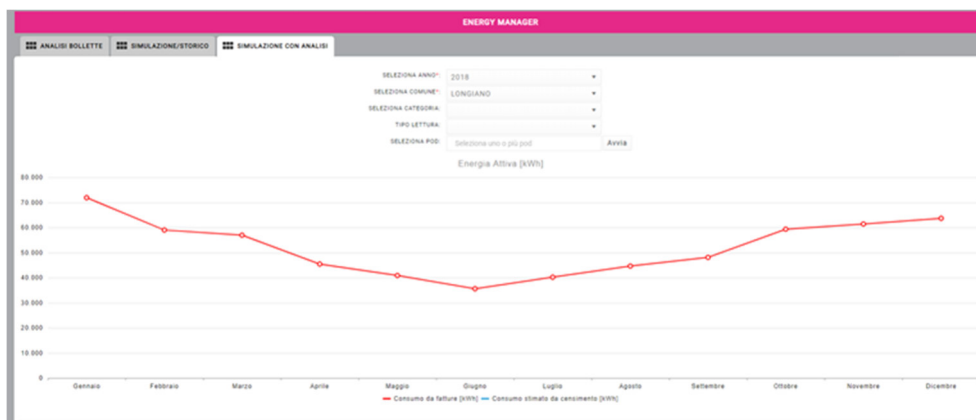 ENERGY MANAGER
ANALISI BOLLETTE SIMULAZIONE/STORICO SIMULAZIONE CON ANALISI
SELEZIONA ANNO*: 2018
SELEZIONA COMUNE*: LONGIANO
SELEZIONA CATEGORIA:
TIPO LETTURA:
SELEZIONA POD: Seleziona uno o più pod Avvia
Energia Attiva [kWh]
80 000
70 000
60 000
50 000
40 000
30 000
20 000
10 000
0
Gennaio Febbraio Marzo Aprile Maggio Giugno Luglio Agosto Settembre Ottobre Novembre Dicembre
Consumo da fatture [kWh] Consumo stimato da censimento [kWh]